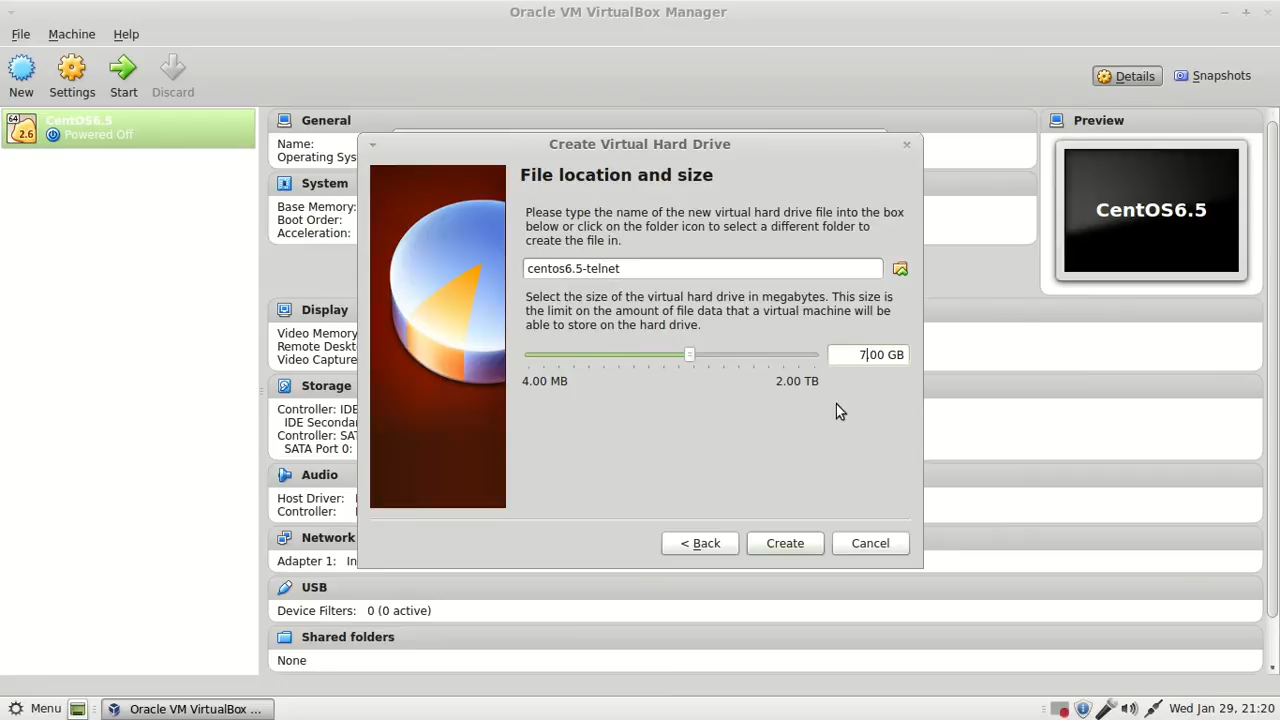 Oracle VM VirtualBox Manager
File Machine Help
New Settings Start Discard
Details Snapshots
64
2.6
CentOS6.5
Powered Off
General
Name:
Operating Sys
System
Base Memory:
Boot Order:
Acceleration:
Display
Video Memory
Remote Deskt
Video Capture
Storage
Controller: IDE
IDE Seconda
Controller: SAT
SATA Port 0:
Audio
Host Driver:
Controller:
Network
Adapter 1: In
USB
Device Filters: 0 (0 active)
Shared folders
None
Preview
CentOS6.5
Create Virtual Hard Drive
File location and size
Please type the name of the new virtual hard drive file into the box
below or click on the folder icon to select a different folder to
create the file in.
centos6.5-telnet
Select the size of the virtual hard drive in megabytes. This size is
the limit on the amount of file data that a virtual machine will be
able to store on the hard drive.
7.00 GB
4.00 MB 2.00 TB
< Back Create Cancel
Menu Oracle VM VirtualBox ... Wed Jan 29, 21:20